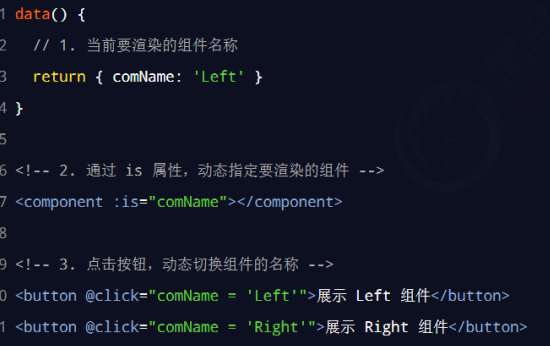 1 data() {
2 // 1. 当前要渲染的组件名称
3 return { comName: 'Left' }
4 }
5
6 <!-- 2. 通过 is 属性，动态指定要渲染的组件 -->
7 <component :is="comName"></component>
8
9 <!-- 3. 点击按钮，动态切换组件的名称 -->
0 <button @click="comName = 'Left'">展示 Left 组件</button>
1 <button @click="comName = 'Right'">展示 Right 组件</button>